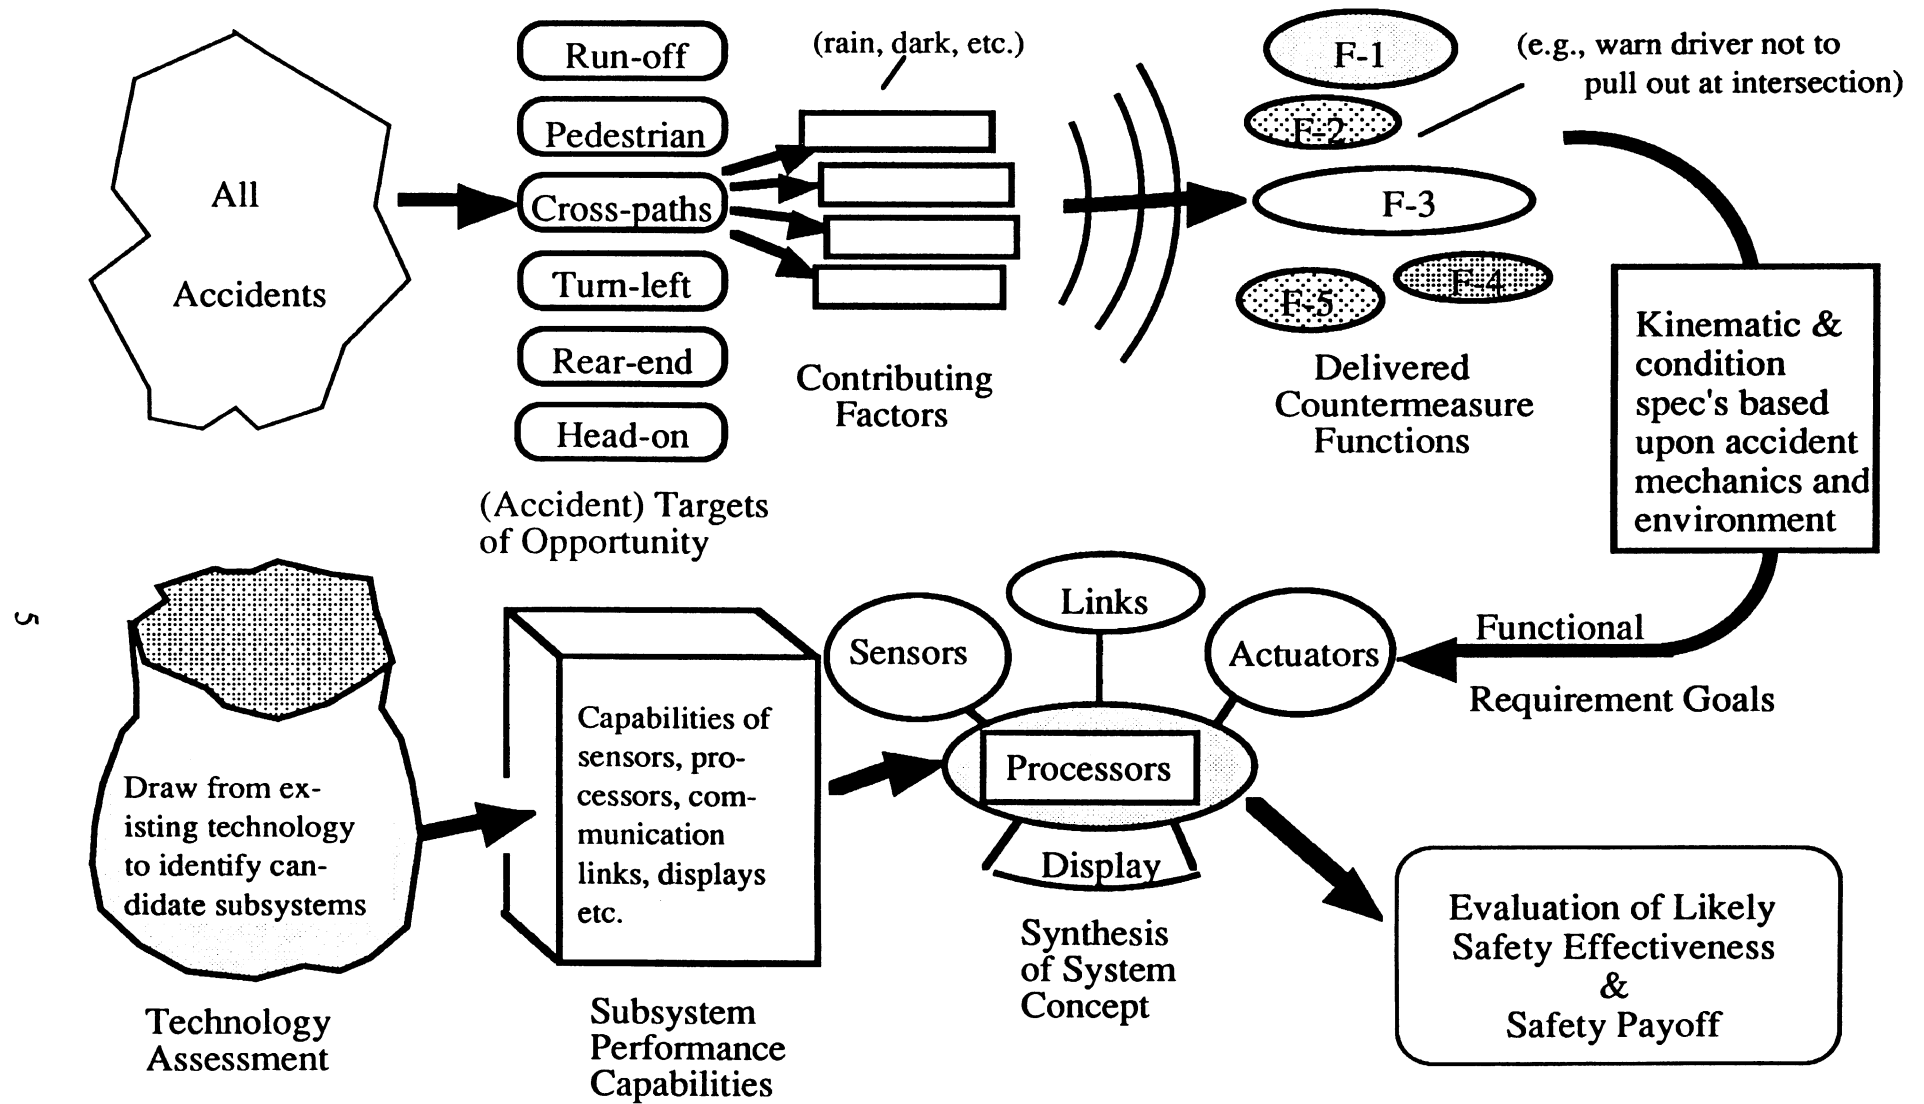 All
Accidents
Run-off
Pedestrian
Cross-paths
Turn-left
Rear-end
Head-on
(Accident) Targets
of Opportunity
(rain, dark, etc.)
Contributing
Factors
F-1
F-2
F-3
F-4
F-5
(e.g., warn driver not to
pull out at intersection)
Delivered
Countermeasure
Functions
Kinematic &
condition
spec's based
upon accident
mechanics and
environment
Functional
Requirement Goals
5
Draw from ex-
isting technology
to identify can-
didate subsystems
Technology
Assessment
Capabilities of
sensors, pro-
cessors, com-
munication
links, displays
etc.
Subsystem
Performance
Capabilities
Sensors
Links
Actuators
Processors
Display
Synthesis
of System
Concept
Evaluation of Likely
Safety Effectiveness
&
Safety Payoff